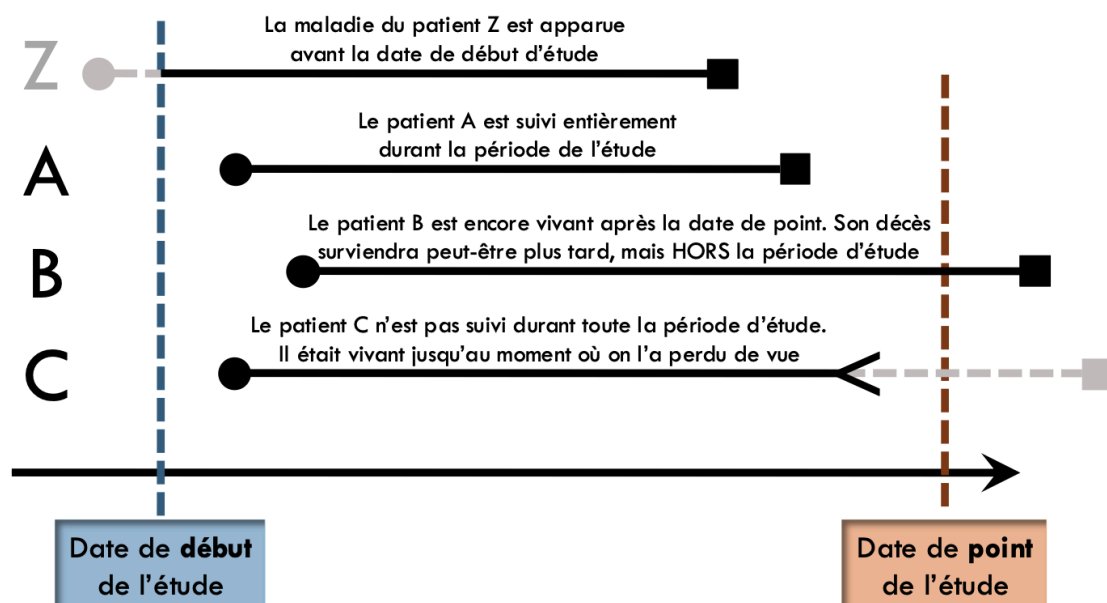 Z
La maladie du patient Z est apparue
avant la date de début d'étude
A
Le patient A est suivi entièrement
durant la période de l'étude
B
Le patient B est encore vivant après la date de point. Son décès
surviendra peut-être plus tard, mais HORS la période d'étude
C
Le patient C n'est pas suivi durant toute la période d'étude.
Il était vivant jusqu'au moment où on l'a perdu de vue
Date de début
de l'étude
Date de point
de l'étude